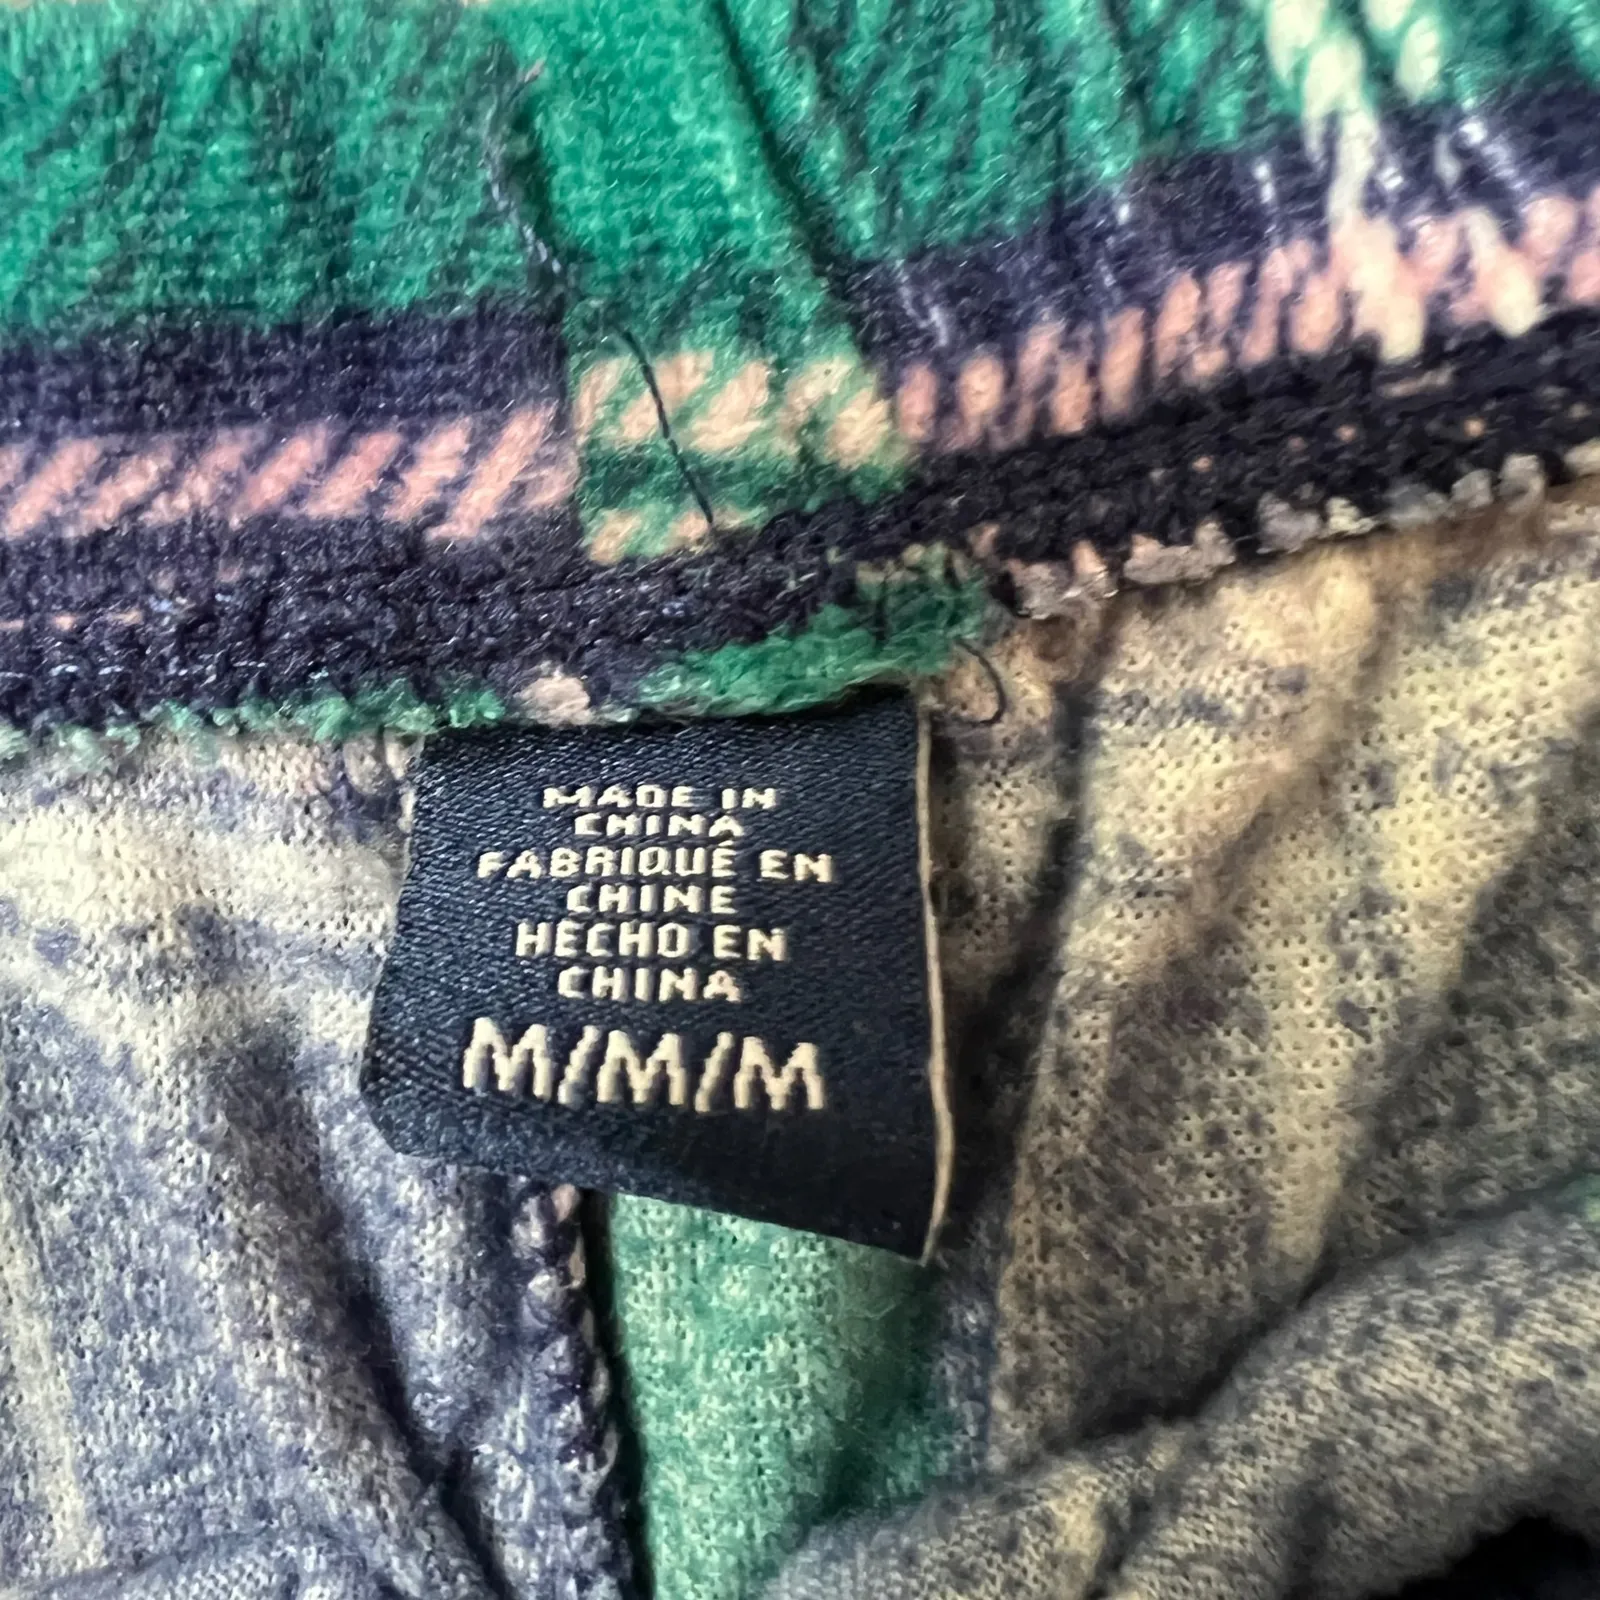 MADE IN
CHINA
FABRIQUÉ EN
CHINE
HECHO EN
CHINA
M/M/M